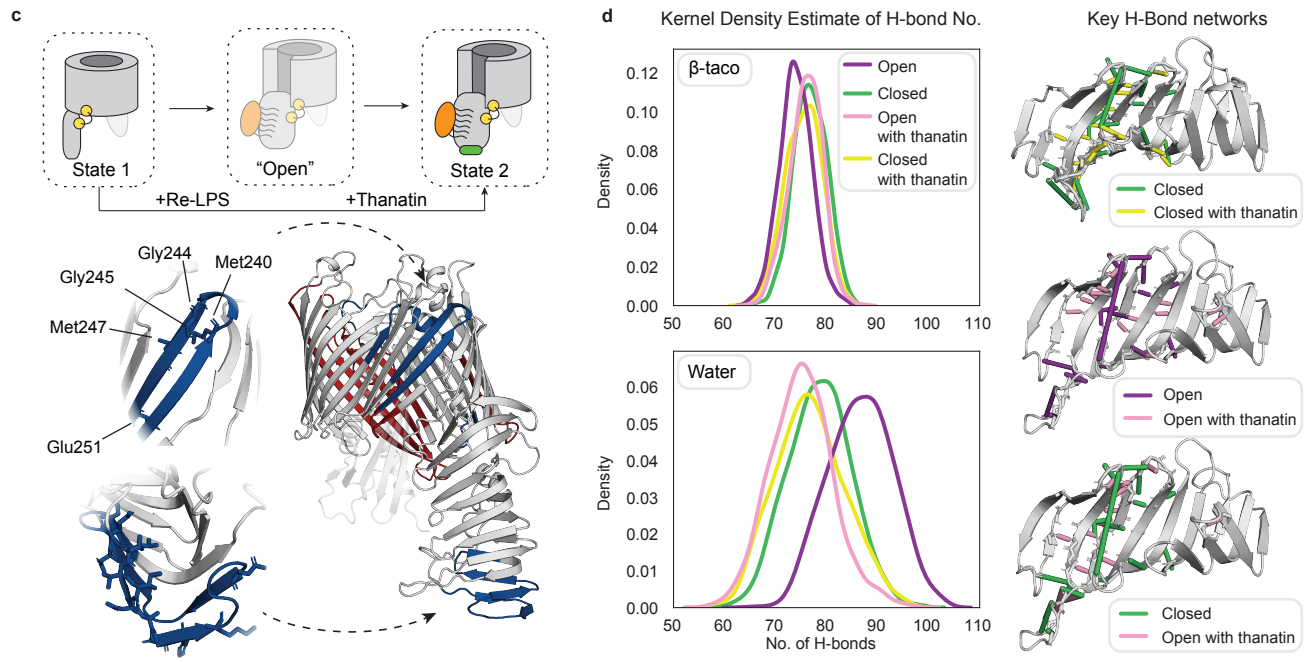 c
State 1
“Open”
State 2
+Re-LPS
+Thanatin
Gly244
Met240
Gly245
Met247
Glu251
d
Kernel Density Estimate of H-bond No.
Key H-Bond networks
β-taco
Open
Closed
Open
with thanatin
Closed
with thanatin
Density
0.12
0.10
0.08
0.06
0.04
0.02
0.00
50 60 70 80 90 100 110
Water
Density
0.06
0.05
0.04
0.03
0.02
0.01
0.00
50 60 70 80 90 100 110
No. of H-bonds
Closed
Closed with thanatin
Open
Open with thanatin
Closed
Open with thanatin